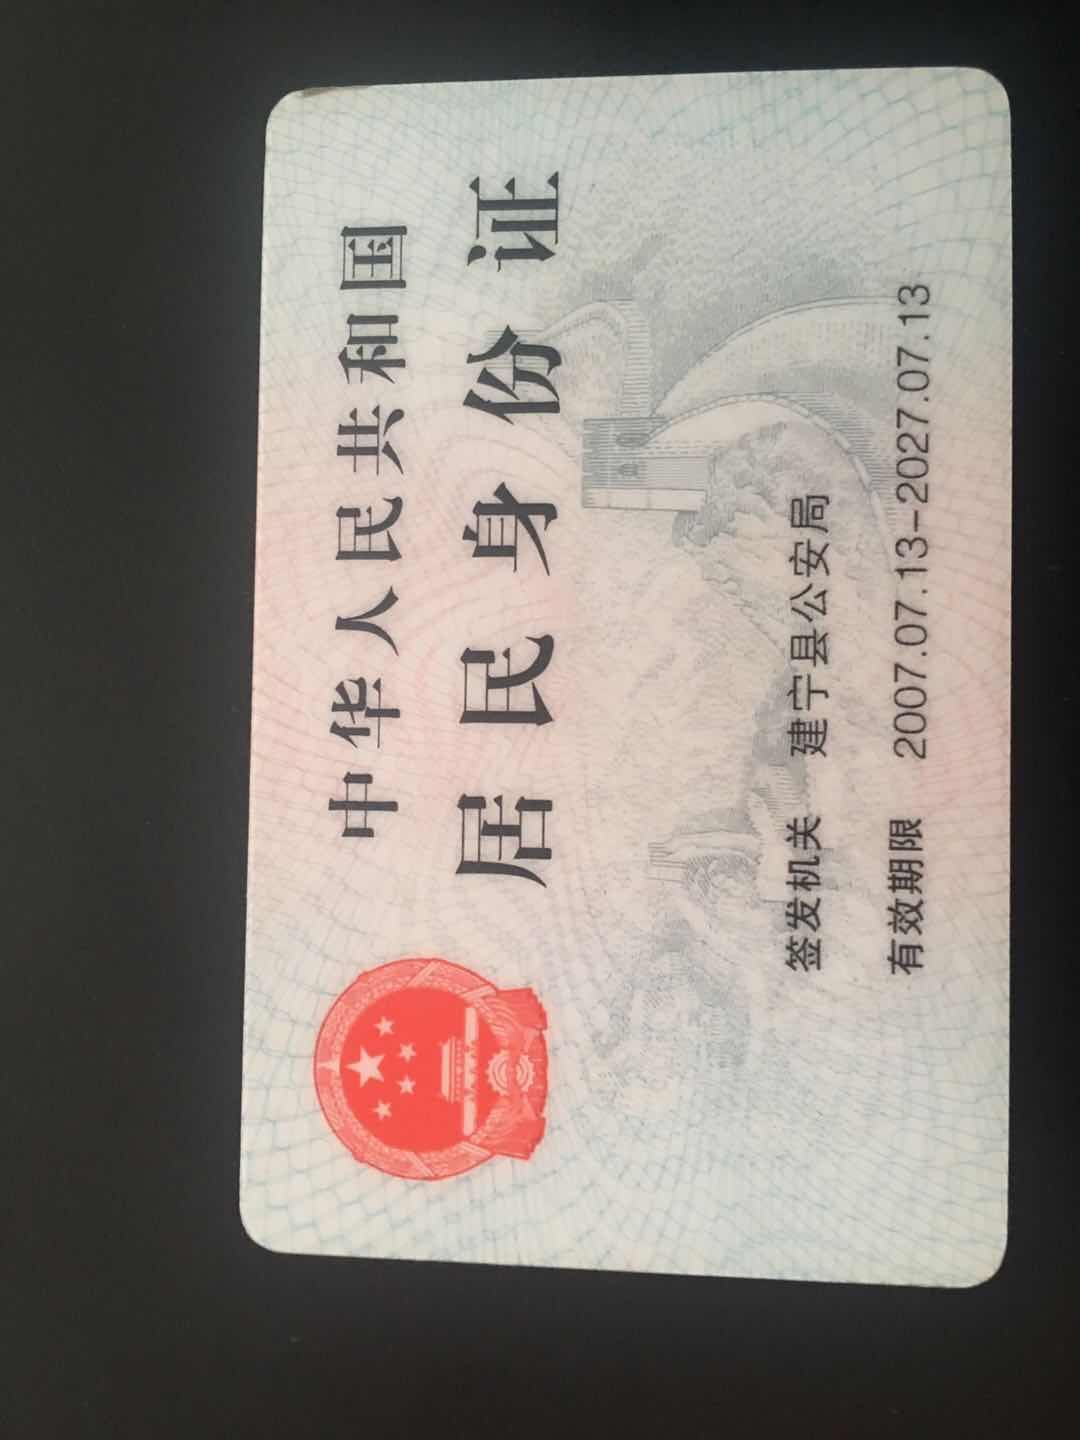 中华人民共和国
居民身份证
签发机关 建宁县公安局
有效期限 2007.07.13-2027.07.13